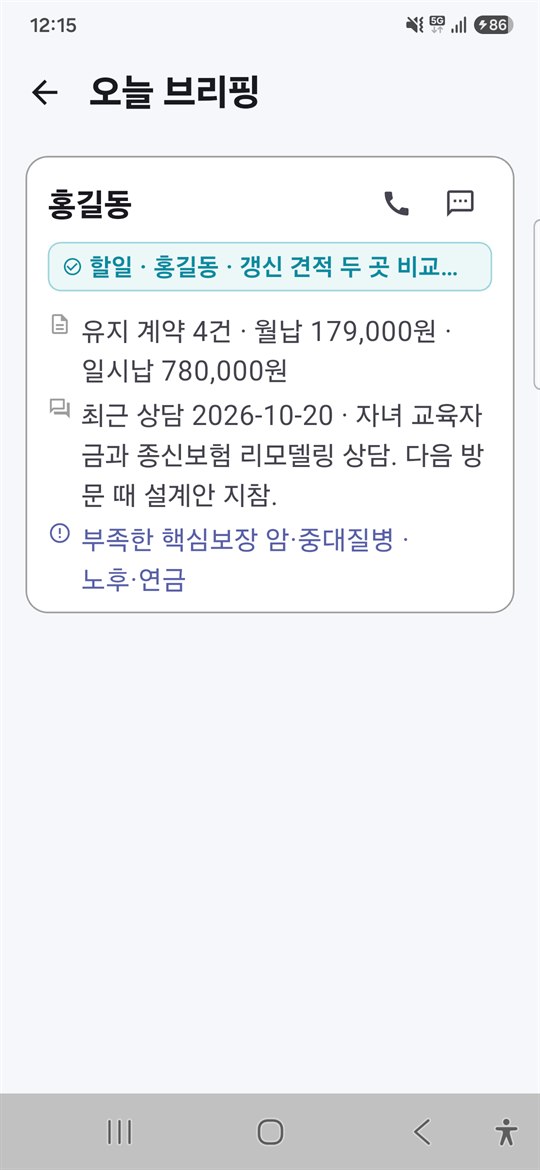 12:15
5G
86
오늘 브리핑
홍길동
할일 · 홍길동 · 갱신 견적 두 곳 비교…
유지 계약 4건 · 월납 179,000원 ·
일시납 780,000원
최근 상담 2026-10-20 · 자녀 교육자
금과 종신보험 리모델링 상담. 다음 방
문 때 설계안 지참.
부족한 핵심보장 암·중대질병 ·
노후·연금